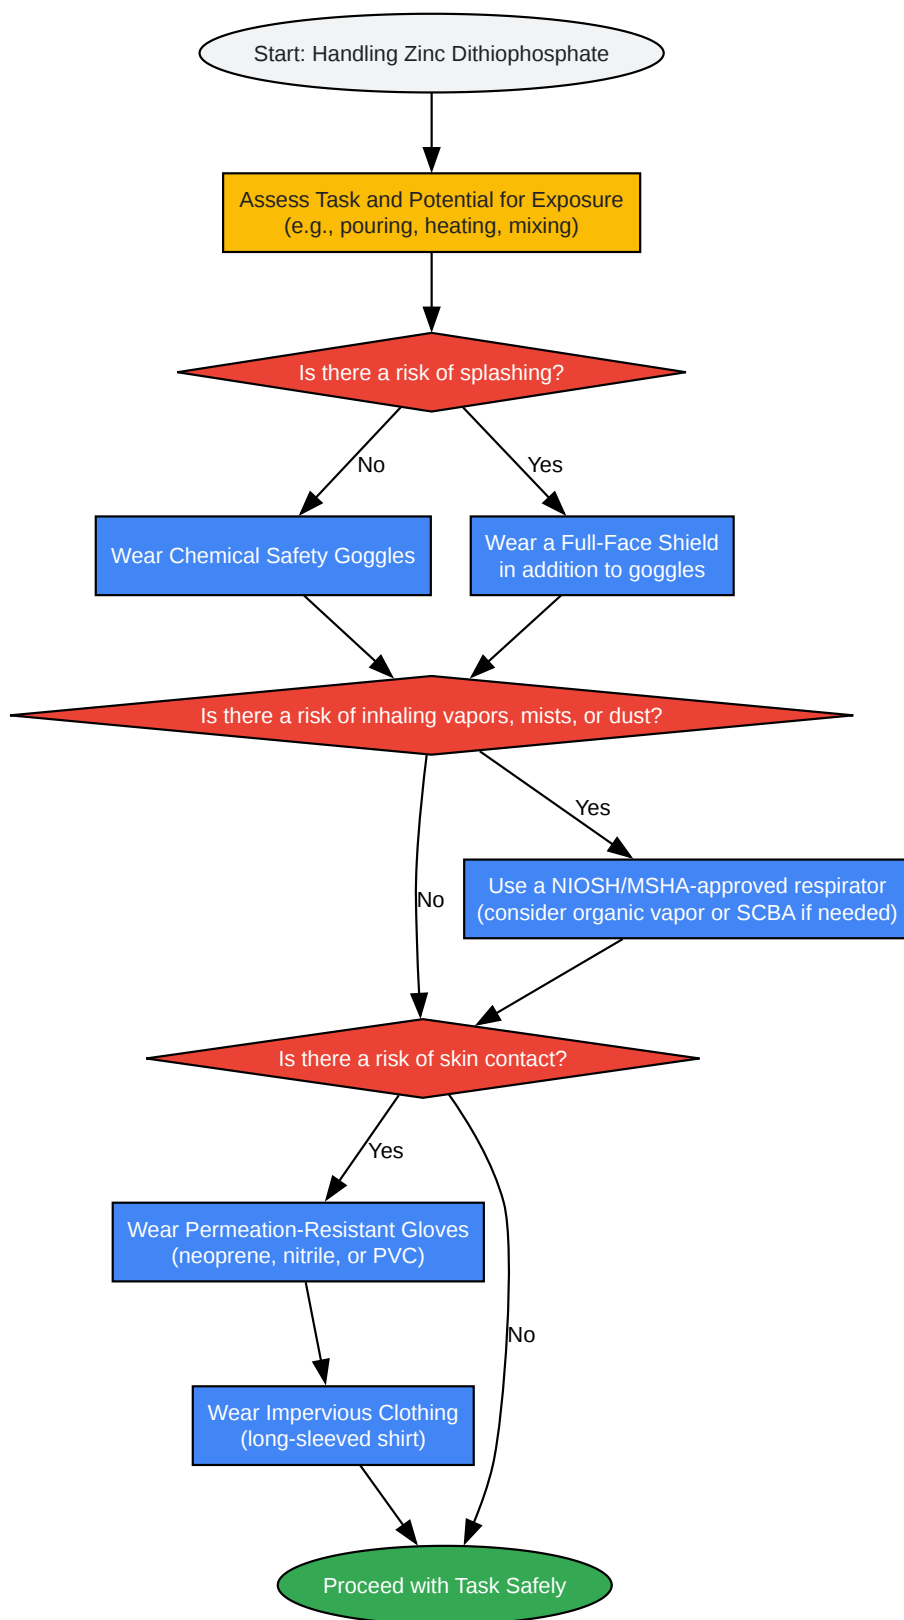 Start: Handling Zinc Dithiophosphate
Assess Task and Potential for Exposure
(e.g., pouring, heating, mixing)
Is there a risk of splashing?
No
Yes
Wear Chemical Safety Goggles
Wear a Full-Face Shield
in addition to goggles
Is there a risk of inhaling vapors, mists, or dust?
Yes
Use a NIOSH/MSHA-approved respirator
(consider organic vapor or SCBA if needed)
No
Is there a risk of skin contact?
Yes
Wear Permeation-Resistant Gloves
(neoprene, nitrile, or PVC)
No
Wear Impervious Clothing
(long-sleeved shirt)
Proceed with Task Safely